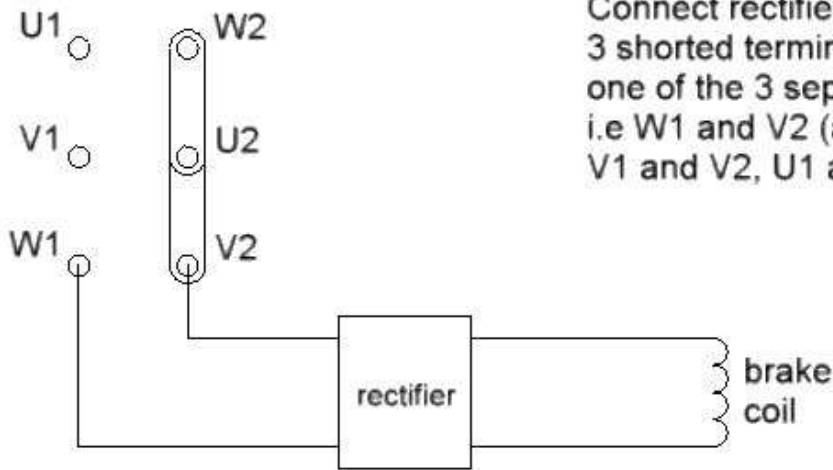 Connect rectifie
3 shorted termin
one of the 3 sep
i.e W1 and V2 (
V1 and V2, U1 a
U1
W2
V1
U2
W1
V2
rectifier
brake
coil